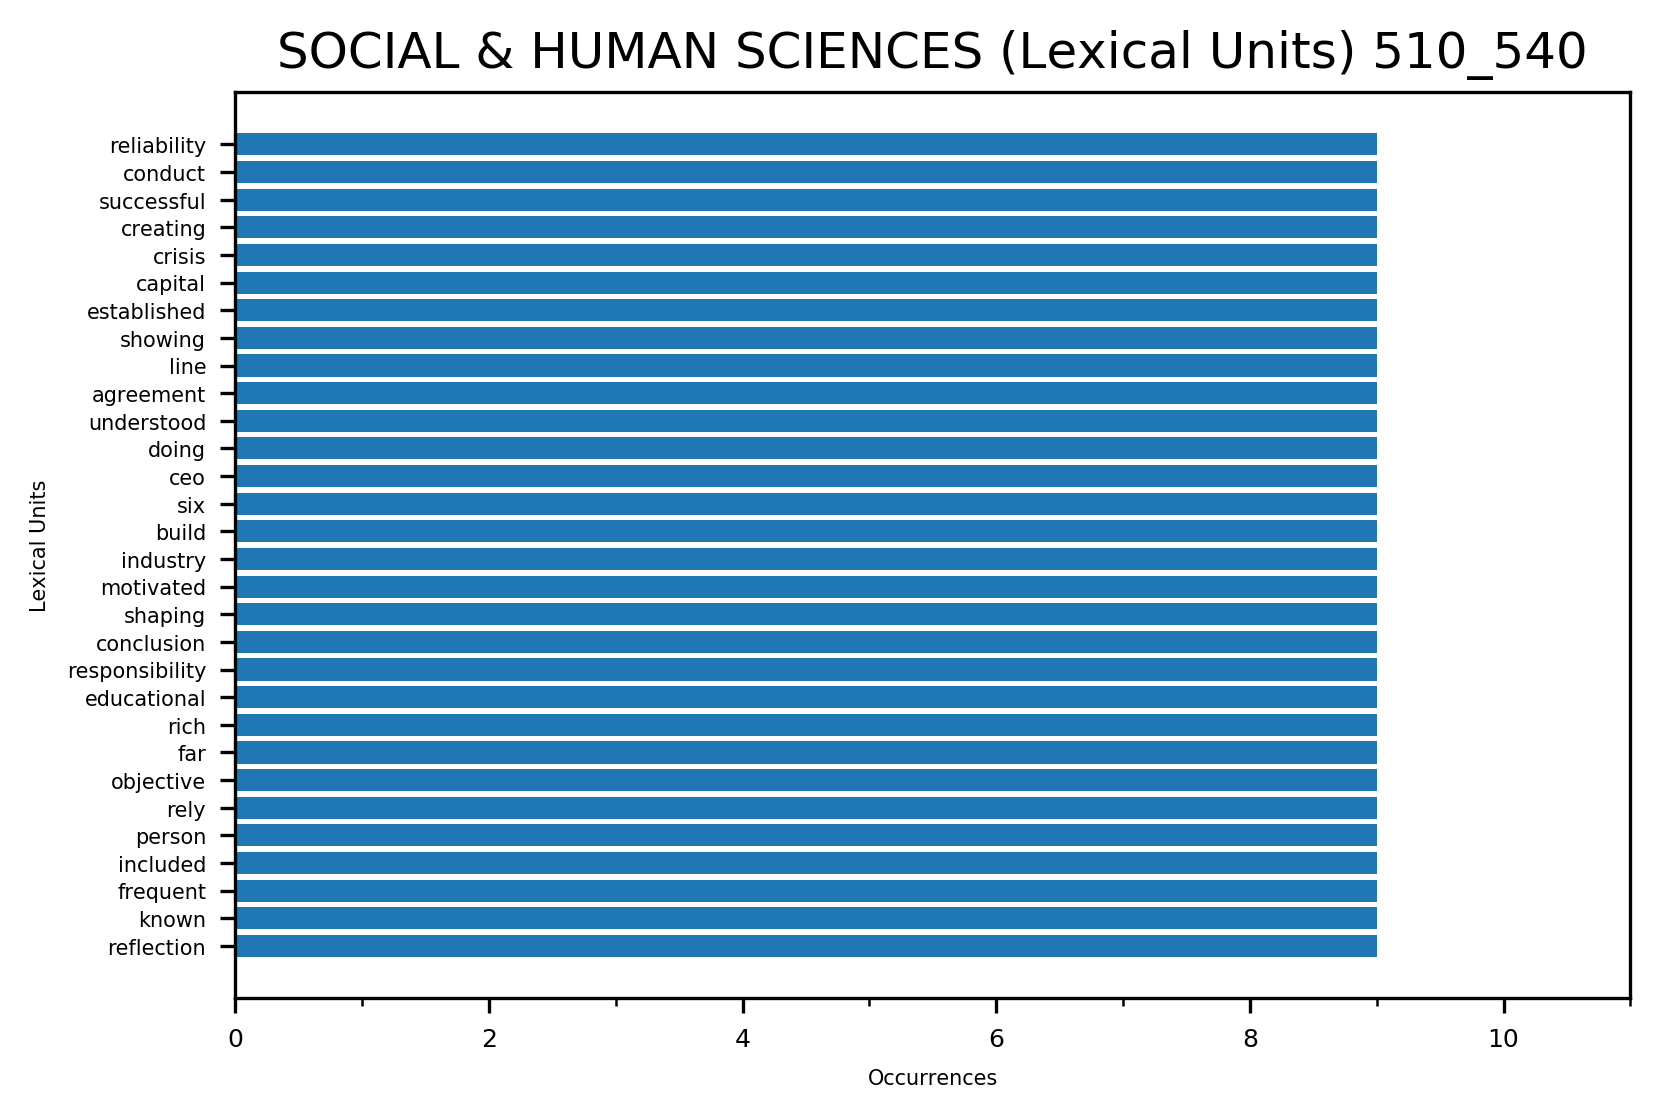 SOCIAL & HUMAN SCIENCES (Lexical Units) 510_540
reliability
conduct
successful
creating
crisis
capital
established
showing
line
agreement
understood
doing
ceo
six
build
industry
motivated
shaping
conclusion
responsibility
educational
rich
far
objective
rely
person
included
frequent
known
reflection
Lexical Units
0 2 4 6 8 10
Occurrences